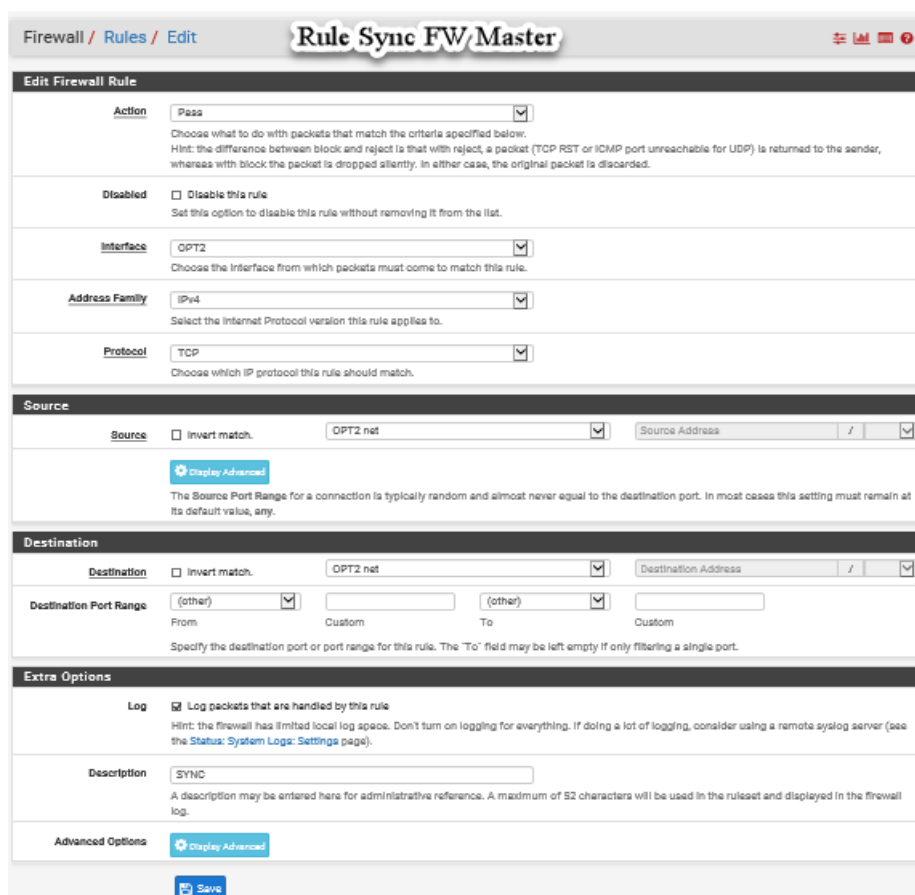 Firewall / Rules / Edit
Rule Sync FW Master
Edit Firewall Rule
Action
Pass
Choose what to do with packets that match the criteria specified below.
Hint: the difference between block and reject is that with reject, a packet (TCP RST or ICMP port unreachable for UDP) is returned to the sender,
whereas with block the packet is dropped silently. In either case, the original packet is discarded.
Disabled
Disable this rule
Set this option to disable this rule without removing it from the list.
Interface
OPT2
Choose the interface from which packets must come to match this rule.
Address Family
IPv4
Select the Internet Protocol version this rule applies to.
Protocol
TCP
Choose which IP protocol this rule should match.
Source
Source
Invert match.
OPT2 net
Source Address
/
Display Advanced
The Source Port Range for a connection is typically random and almost never equal to the destination port. In most cases this setting must remain at
its default value, any.
Destination
Destination
Invert match.
OPT2 net
Destination Address
/
Destination Port Range
(other)
(other)
From
Custom
To
Custom
Specify the destination port or port range for this rule. The "To" field may be left empty if only filtering a single port.
Extra Options
Log
Log packets that are handled by this rule
Hint: the firewall has limited local log space. Don't turn on logging for everything. If doing a lot of logging, consider using a remote syslog server (see
the Status: System Logs: Settings page).
Description
SYNC
A description may be entered here for administrative reference. A maximum of 52 characters will be used in the ruleset and displayed in the firewall
log.
Advanced Options
Display Advanced
Save